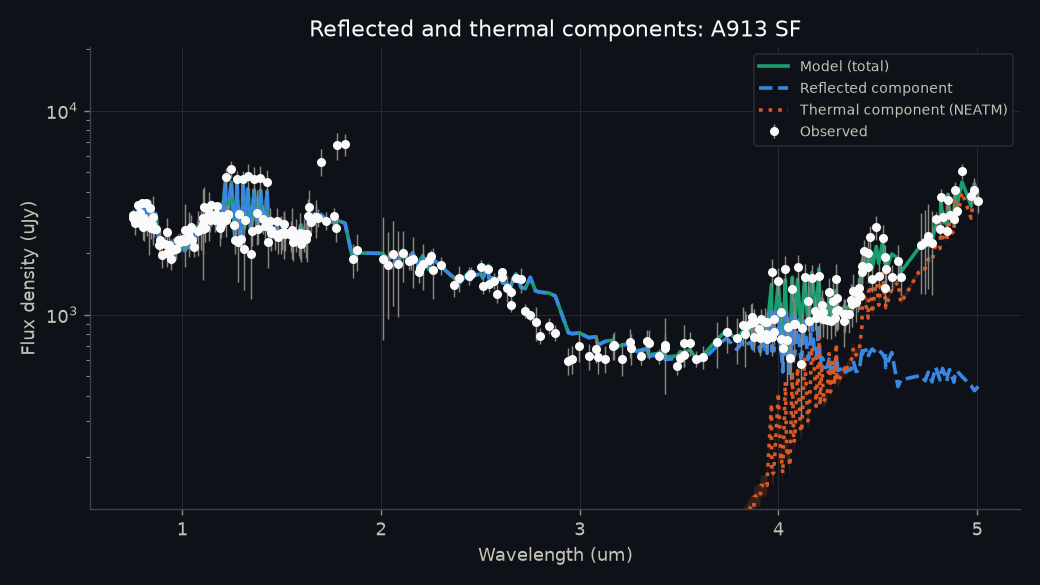 Reflected and thermal components: A913 SF
Model (total)
Reflected component
Thermal component (NEATM)
Observed
Flux density (uJy)
10^4
10^3
1
2
3
4
5
Wavelength (um)